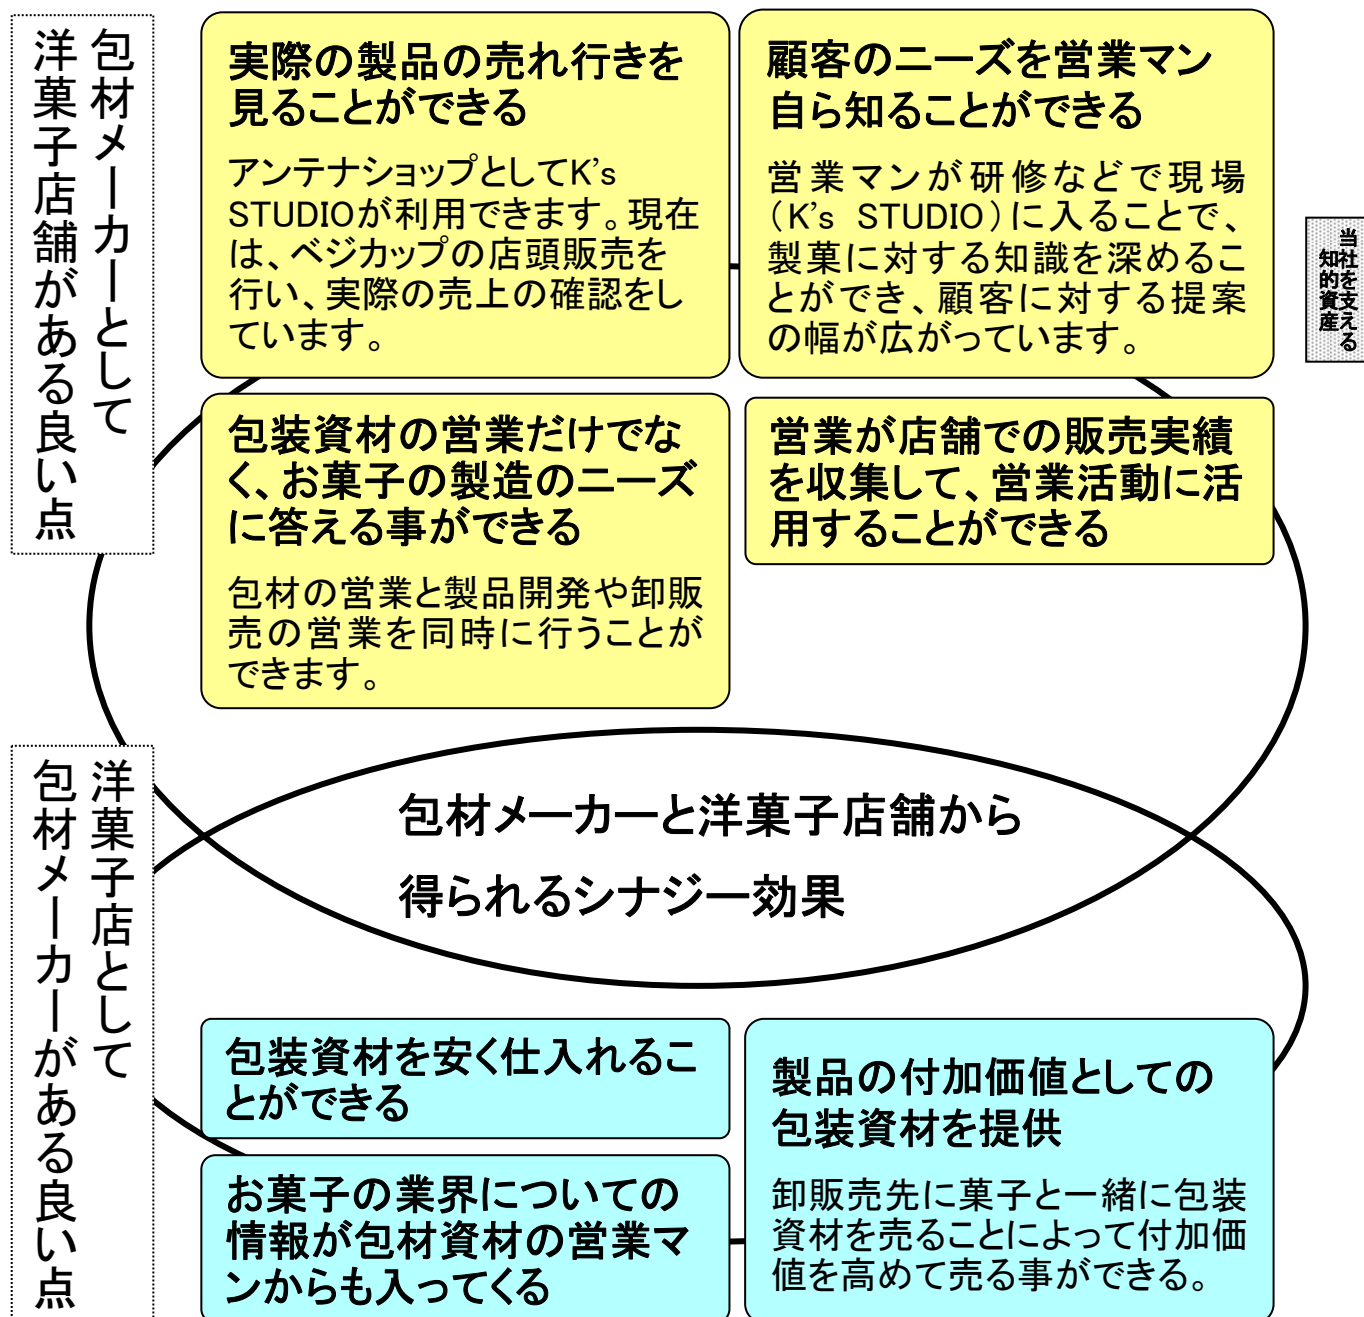 包材メーカーとして
洋菓子店舗がある良い点
実際の製品の売れ行きを
見ることができる
アンテナショップとしてK’s
STUDIOが利用できます。現在
は、ベジカップの店頭販売を
行い、実際の売上の確認をし
ています。
顧客のニーズを営業マン
自ら知ることができる
営業マンが研修などで現場
（K’s STUDIO）に入ることで、
製菓に対する知識を深めるこ
とができ、顧客に対する提案
の幅が広がっています。
当社を支える
知的資産
包装資材の営業だけでな
く、お菓子の製造のニーズ
に答える事ができる
包材の営業と製品開発や卸販
売の営業を同時に行うことが
できます。
営業が店舗での販売実績
を収集して、営業活動に活
用することができる
包材メーカーと洋菓子店舗から
得られるシナジー効果
洋菓子店として
包材メーカーがある良い点
包装資材を安く仕入れるこ
とができる
お菓子の業界についての
情報が包材資材の営業マ
ンからも入ってくる
製品の付加価値としての
包装資材を提供
卸販売先に菓子と一緒に包装
資材を売ることによって付加価
値を高めて売る事ができる。